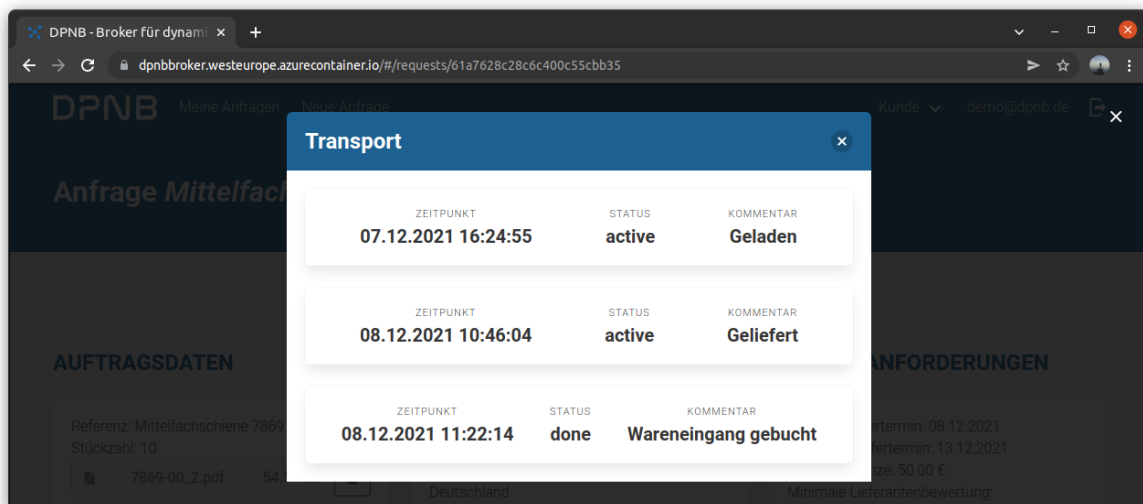 DPNB - Broker für dynami
dpnbbroker.westeurope.azurecontainer.io/#/requests/61a7628c28c6c400c55cbb35
DPNB Meine Anfragen Neue Anfrage Kunde demo@dpnb.de
Transport
Anfrage Mittelfach
ZEITPUNKT STATUS KOMMENTAR
07.12.2021 16:24:55 active Geladen
ZEITPUNKT STATUS KOMMENTAR
08.12.2021 10:46:04 active Geliefert
AUFTRAGSDATEN ANFORDERUNGEN
ZEITPUNKT STATUS KOMMENTAR
08.12.2021 11:22:14 done Wareneingang gebucht
Referenz: Mittelfachschiene 7869 ertermin: 08.12.2021
Stückzahl: 10 fertermin: 13.12.2021
7869-00_2.pdf 54 nze: 50.00 €
Deutschland Minimale Lieferantenbewertung: